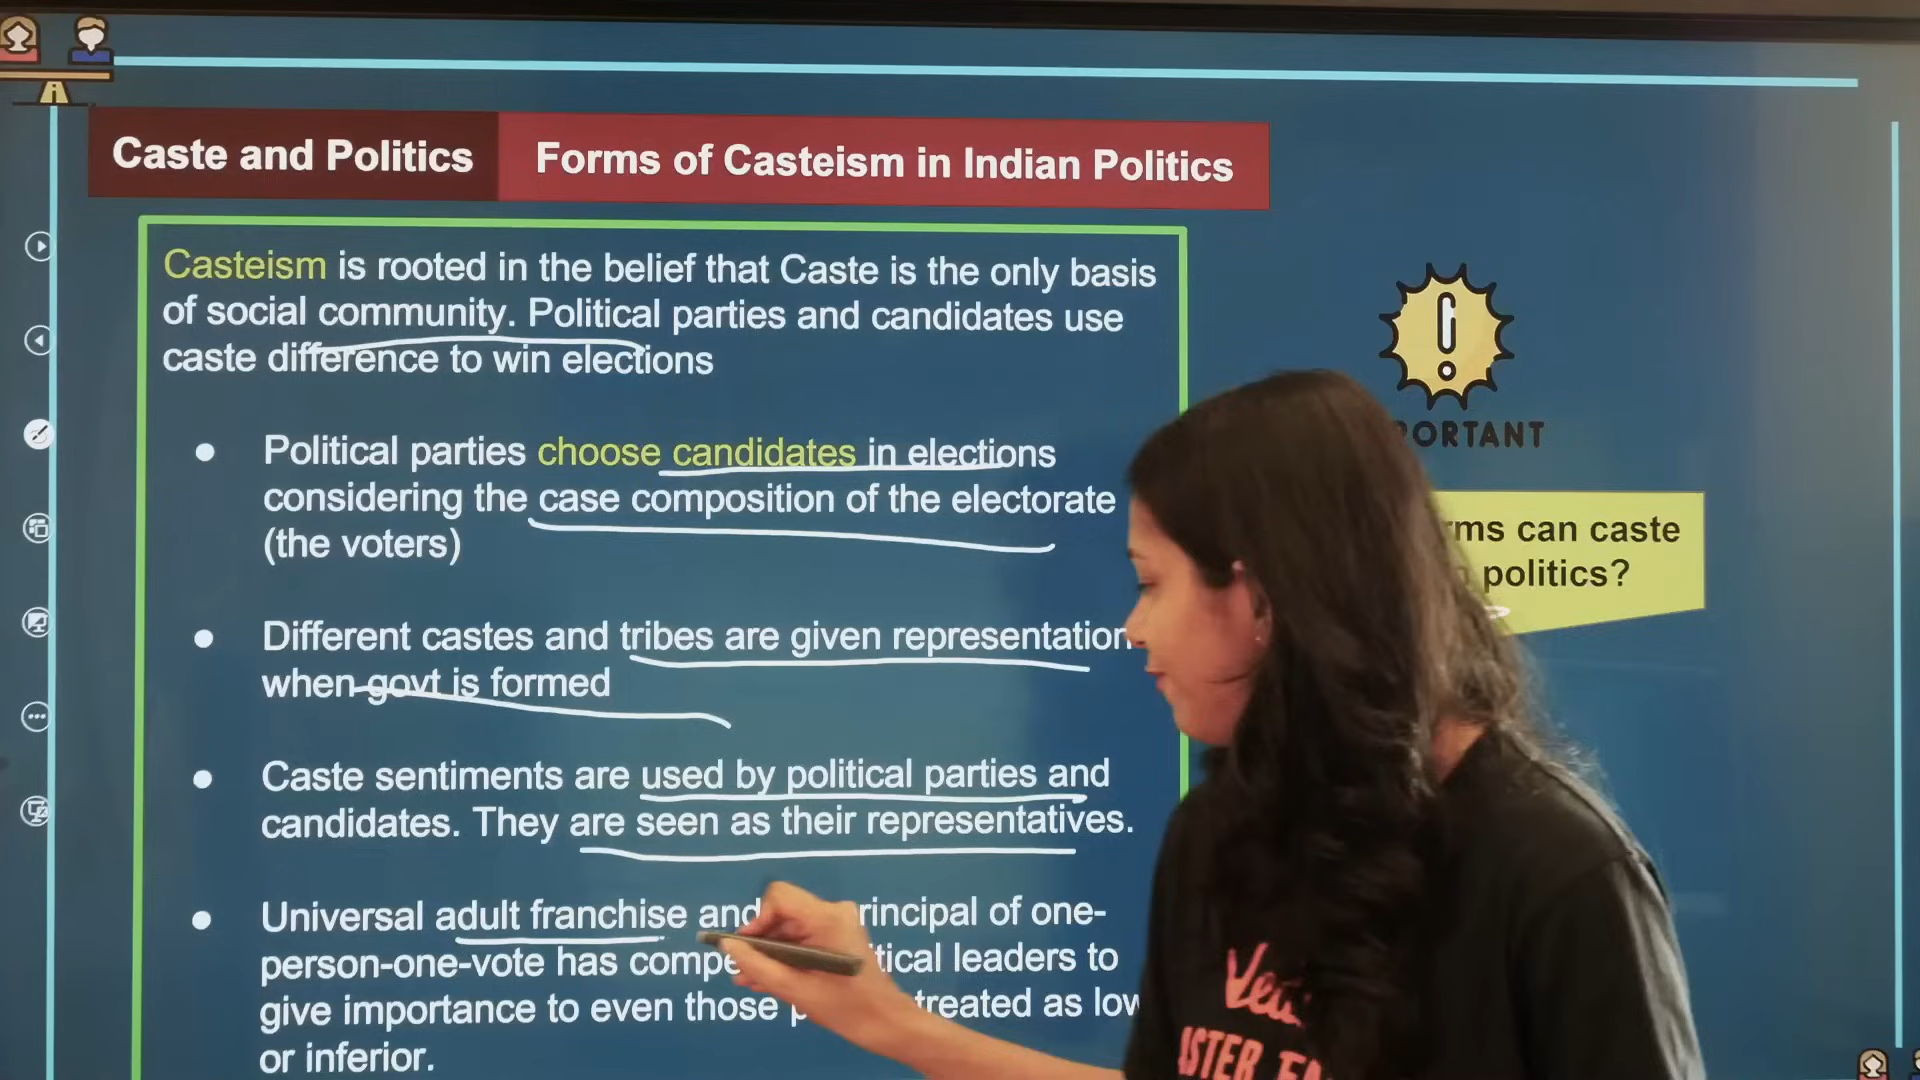 Caste and Politics
Forms of Casteism in Indian Politics
Casteism is rooted in the belief that Caste is the only basis
of social community. Political parties and candidates use
caste difference to win elections
Political parties choose candidates in elections
considering the case composition of the electorate
(the voters)
Different castes and tribes are given representation
when govt is formed
Caste sentiments are used by political parties and
candidates. They are seen as their representatives.
Universal adult franchise and rincipal of one-
person-one-vote has compe tical leaders to
give importance to even those treated as low
or inferior.
PORTANT
rms can caste
politics?